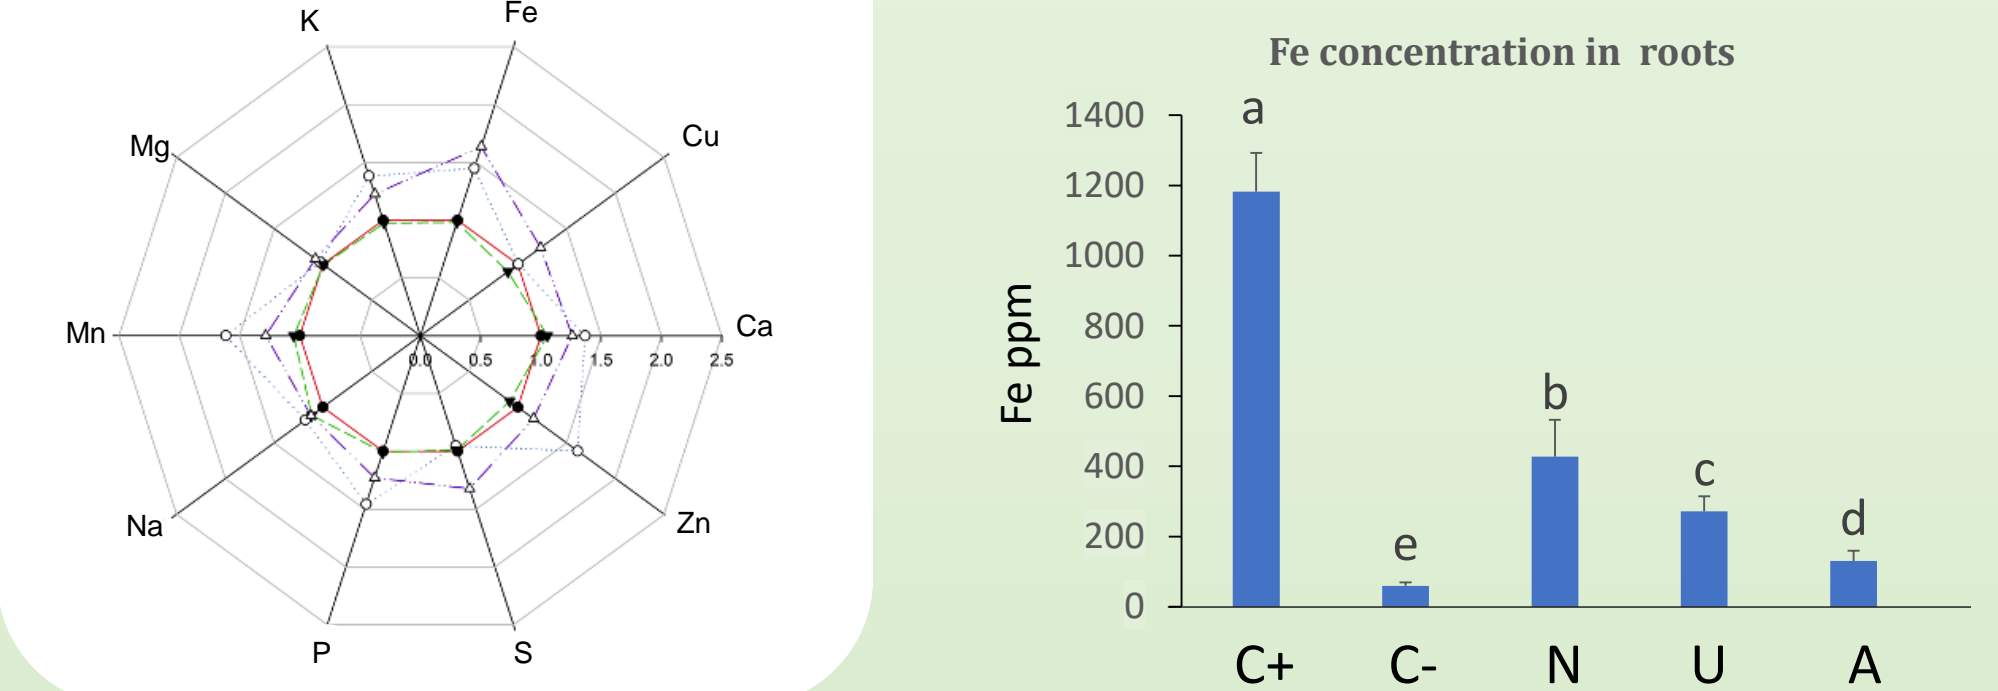 K
Fe
Mg
Cu
Mn
Ca
0.0 0.5 1.0 1.5 2.0 2.5
Na
Zn
P
S
Fe concentration in roots
Fe ppm
1400
1200
1000
800
600
400
200
0
a
e
b
c
d
C+ C- N U A